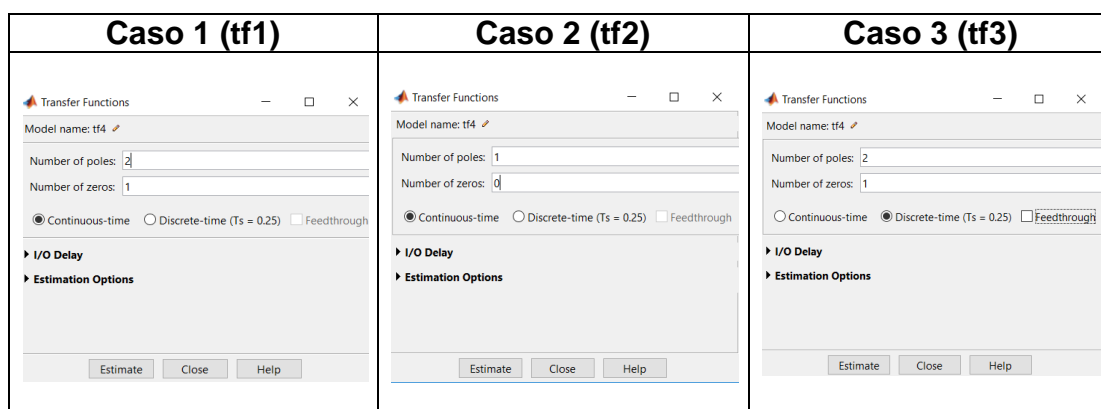 Caso 1 (tf1)
Caso 2 (tf2)
Caso 3 (tf3)
Transfer Functions
Model name: tf4
Number of poles: 2
Number of zeros: 1
Continuous-time Discrete-time (Ts = 0.25) Feedthrough
I/O Delay
Estimation Options
Estimate Close Help
Transfer Functions
Model name: tf4
Number of poles: 1
Number of zeros: 0
Continuous-time Discrete-time (Ts = 0.25) Feedthrough
I/O Delay
Estimation Options
Estimate Close Help
Transfer Functions
Model name: tf4
Number of poles: 2
Number of zeros: 1
Continuous-time Discrete-time (Ts = 0.25) Feedthrough
I/O Delay
Estimation Options
Estimate Close Help